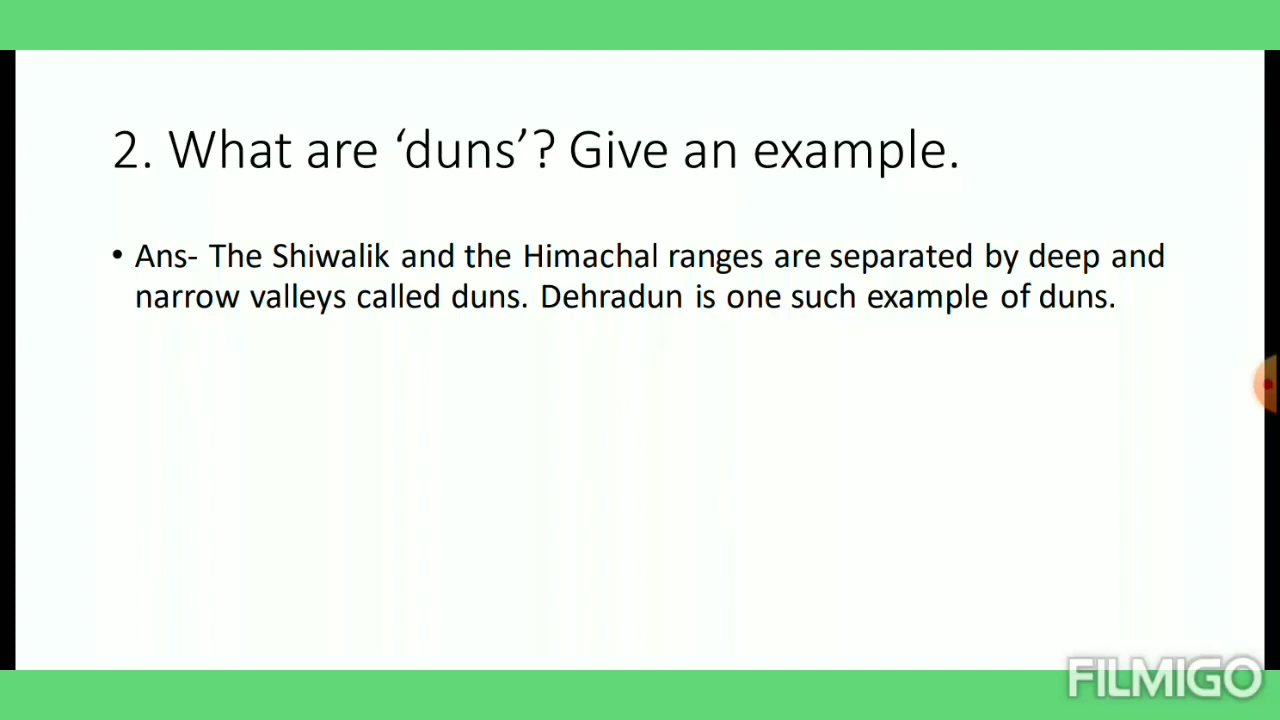 2. What are ‘duns’? Give an example.
• Ans- The Shiwalik and the Himachal ranges are separated by deep and
narrow valleys called duns. Dehradun is one such example of duns.
FILMIGO